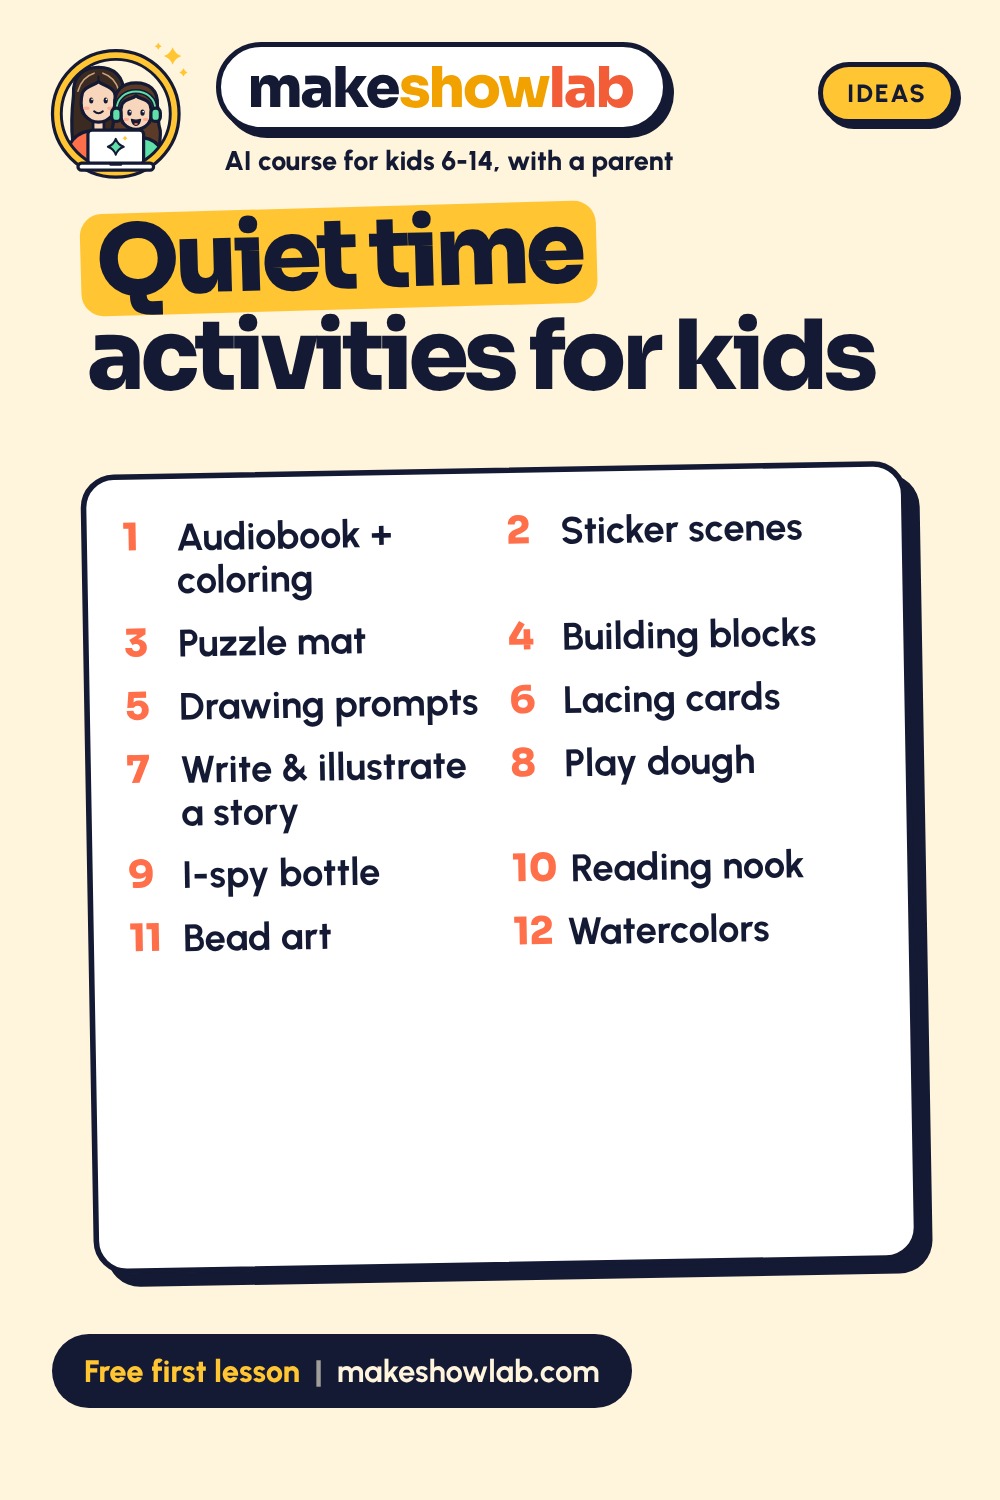 makeshowlab
IDEAS
AI course for kids 6-14, with a parent
Quiet time
activities for kids
1 Audiobook +
coloring
2 Sticker scenes
3 Puzzle mat
4 Building blocks
5 Drawing prompts
6 Lacing cards
7 Write & illustrate
a story
8 Play dough
9 I-spy bottle
10 Reading nook
11 Bead art
12 Watercolors
Free first lesson | makeshowlab.com